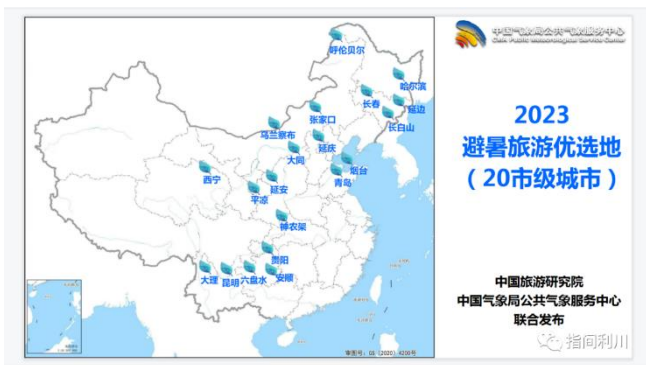 中国气象局公共气象服务中心
CMA Public Meteorological Service Center
2023
避暑旅游优选地
（20市级城市）
中国旅游研究院
中国气象局公共气象服务中心
联合发布
指间利川
呼伦贝尔
哈尔滨
长春
延边
长白山
张家口
乌兰察布
延庆
大同
烟台
青岛
西宁
延安
平凉
神农架
贵阳
大理
昆明
六盘水
安顺